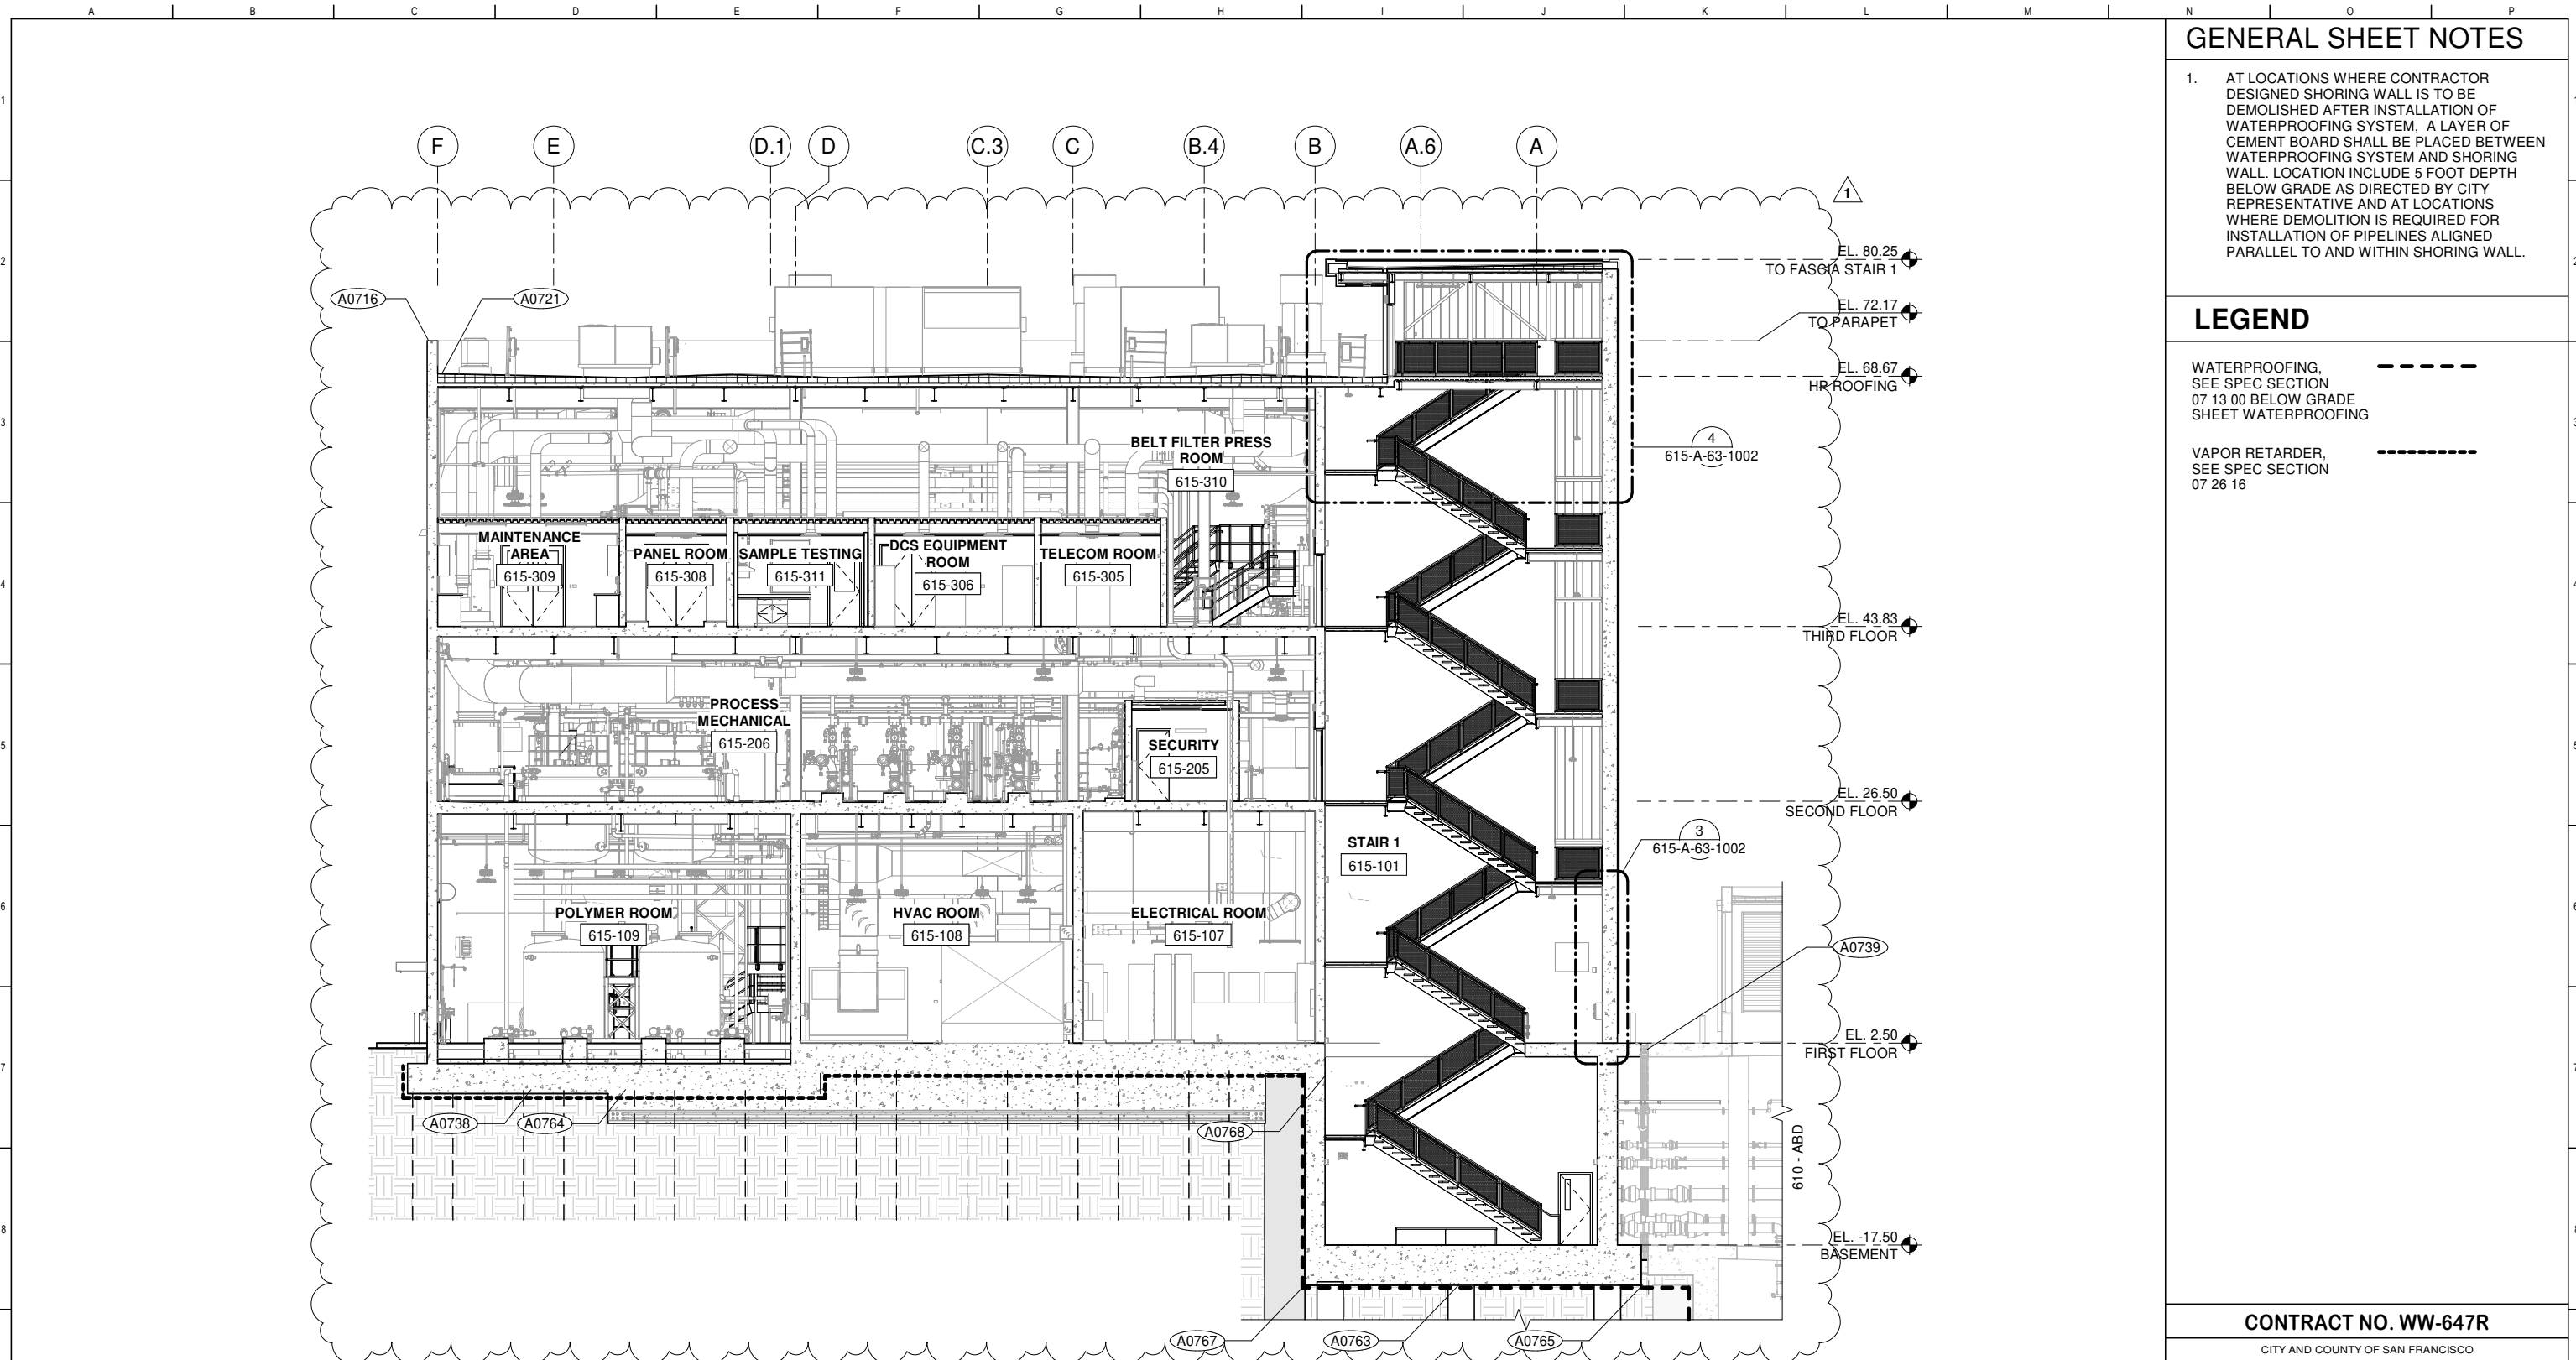 A B C D E F G H I J K L M N O P
1
2
3
4
5
6
7
8
F E D.1 D C.3 C B.4 B A.6 A
1
A0716
A0721
EL. 80.25
TO FASCIA STAIR 1
EL. 72.17
TO PARAPET
EL. 68.67
HP ROOFING
4
615-A-63-1002
BELT FILTER PRESS
ROOM
615-310
MAINTENANCE
AREA
615-309
PANEL ROOM
615-308
SAMPLE TESTING
615-311
DCS EQUIPMENT
ROOM
615-306
TELECOM ROOM
615-305
EL. 43.83
THIRD FLOOR
PROCESS
MECHANICAL
615-206
SECURITY
615-205
EL. 26.50
SECOND FLOOR
STAIR 1
615-101
3
615-A-63-1002
POLYMER ROOM
615-109
HVAC ROOM
615-108
ELECTRICAL ROOM
615-107
A0739
EL. 2.50
FIRST FLOOR
A0738
A0764
A0768
610 - ABD
EL. -17.50
BASEMENT
A0767
A0763
A0765
GENERAL SHEET NOTES
1. AT LOCATIONS WHERE CONTRACTOR
DESIGNED SHORING WALL IS TO BE
DEMOLISHED AFTER INSTALLATION OF
WATERPROOFING SYSTEM, A LAYER OF
CEMENT BOARD SHALL BE PLACED BETWEEN
WATERPROOFING SYSTEM AND SHORING
WALL. LOCATION INCLUDE 5 FOOT DEPTH
BELOW GRADE AS DIRECTED BY CITY
REPRESENTATIVE AND AT LOCATIONS
WHERE DEMOLITION IS REQUIRED FOR
INSTALLATION OF PIPELINES ALIGNED
PARALLEL TO AND WITHIN SHORING WALL.
LEGEND
WATERPROOFING,
SEE SPEC SECTION
07 13 00 BELOW GRADE
SHEET WATERPROOFING
VAPOR RETARDER,
SEE SPEC SECTION
07 26 16
CONTRACT NO. WW-647R
CITY AND COUNTY OF SAN FRANCISCO